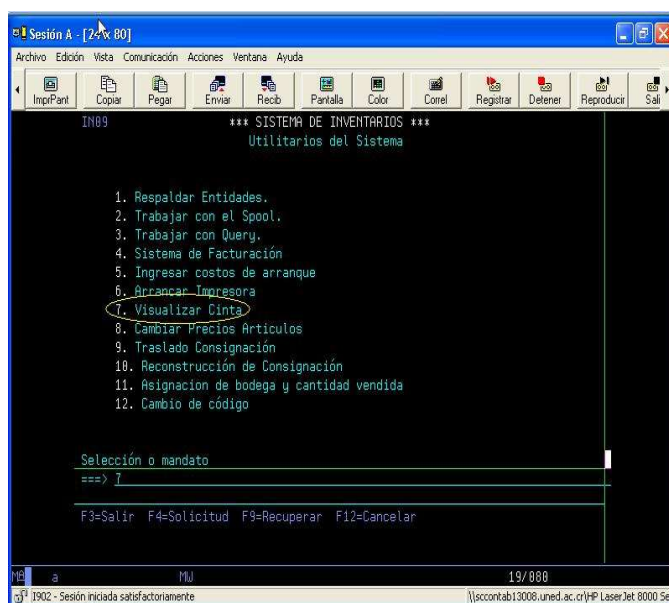 Sesión A - [24 x 80]
Archivo Edición Vista Comunicación Acciones Ventana Ayuda
ImprPant Copiar Pegar Enviar Recib Pantalla Color Correl Registrar Detener Reproducir Sali
IN09 *** SISTEMA DE INVENTARIOS ***
Utilitarios del Sistema
1. Respaldar Entidades.
2. Trabajar con el Spool.
3. Trabajar con Query.
4. Sistema de Facturación
5. Ingresar costos de arranque
6. Arrancar Impresora
7. Visualizar Cinta
8. Cambiar Precios Articulos
9. Traslado Consignación
10. Reconstrucción de Consignación
11. Asignacion de bodega y cantidad vendida
12. Cambio de código
Selección o mandato
===> 7
F3=Salir F4=Solicitud F9=Recuperar F12=Cancelar
MA a MW 19/080
I902 - Sesión iniciada satisfactoriamente \\sccontab13008.uned.ac.cr\HP LaserJet 8000 Se